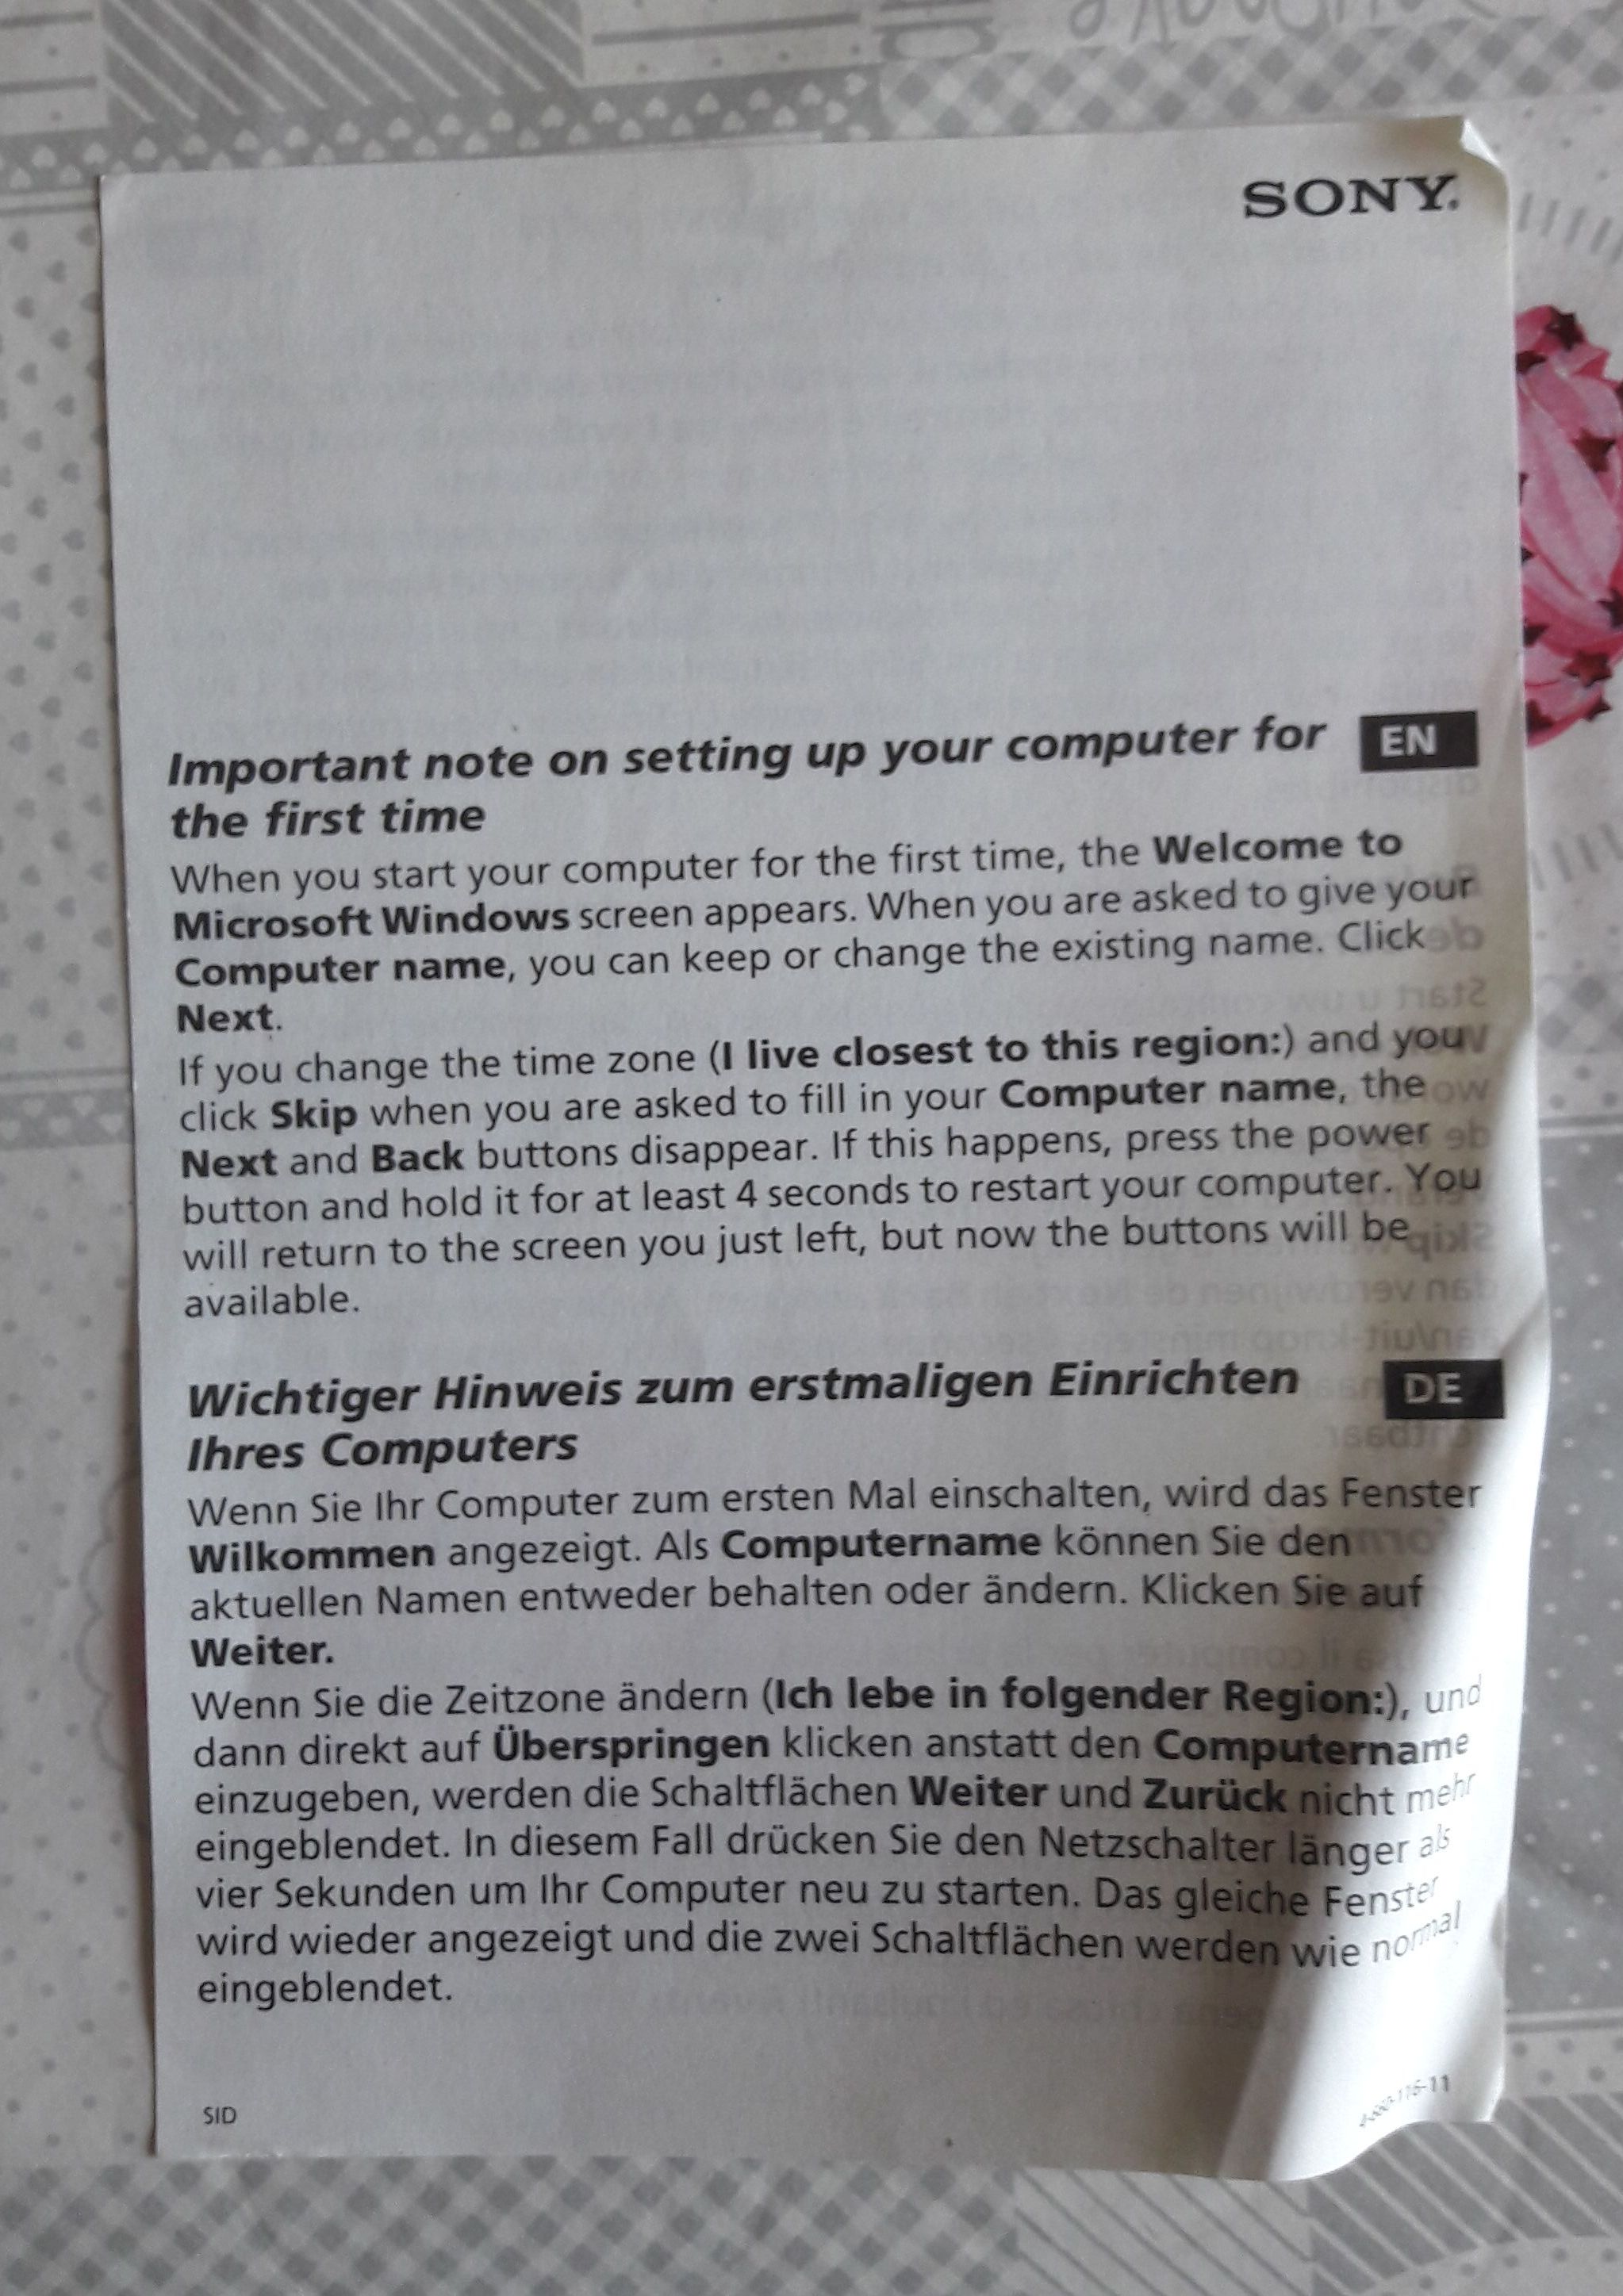 SONY®
Important note on setting up your computer for
the first time
EN
When you start your computer for the first time, the Welcome to
Microsoft Windows screen appears. When you are asked to give your
Computer name, you can keep or change the existing name. Click
Next.
If you change the time zone (I live closest to this region:) and you
click Skip when you are asked to fill in your Computer name, the
Next and Back buttons disappear. If this happens, press the power
button and hold it for at least 4 seconds to restart your computer. You
will return to the screen you just left, but now the buttons will be
available.
Wichtiger Hinweis zum erstmaligen Einrichten
Ihres Computers
DE
Wenn Sie Ihr Computer zum ersten Mal einschalten, wird das Fenster
Wilkommen angezeigt. Als Computername können Sie den
aktuellen Namen entweder behalten oder ändern. Klicken Sie auf
Weiter.
Wenn Sie die Zeitzone ändern (Ich lebe in folgender Region:), und
dann direkt auf Überspringen klicken anstatt den Computername
einzugeben, werden die Schaltflächen Weiter und Zurück nicht mehr
eingeblendet. In diesem Fall drücken Sie den Netzschalter länger als
vier Sekunden um Ihr Computer neu zu starten. Das gleiche Fenster
wird wieder angezeigt und die zwei Schaltflächen werden wie normal
eingeblendet.
SID